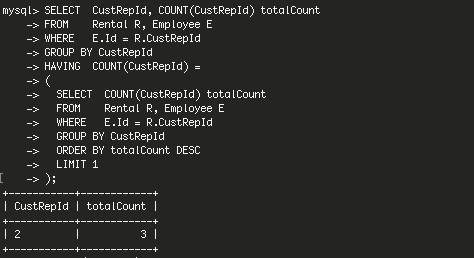 mysql> SELECT  CustRepId, COUNT(CustRepId) totalCount
    -> FROM    Rental R, Employee E
    -> WHERE   E.Id = R.CustRepId
    -> GROUP BY CustRepId
    -> HAVING  COUNT(CustRepId) =
    -> (
    ->   SELECT  COUNT(CustRepId) totalCount
    ->   FROM    Rental R, Employee E
    ->   WHERE   E.Id = R.CustRepId
    ->   GROUP BY CustRepId
    ->   ORDER BY totalCount DESC
    ->   LIMIT 1
[    -> );
+-----------+------------+
| CustRepId | totalCount |
+-----------+------------+
| 2         |          3 |
+-----------+------------+